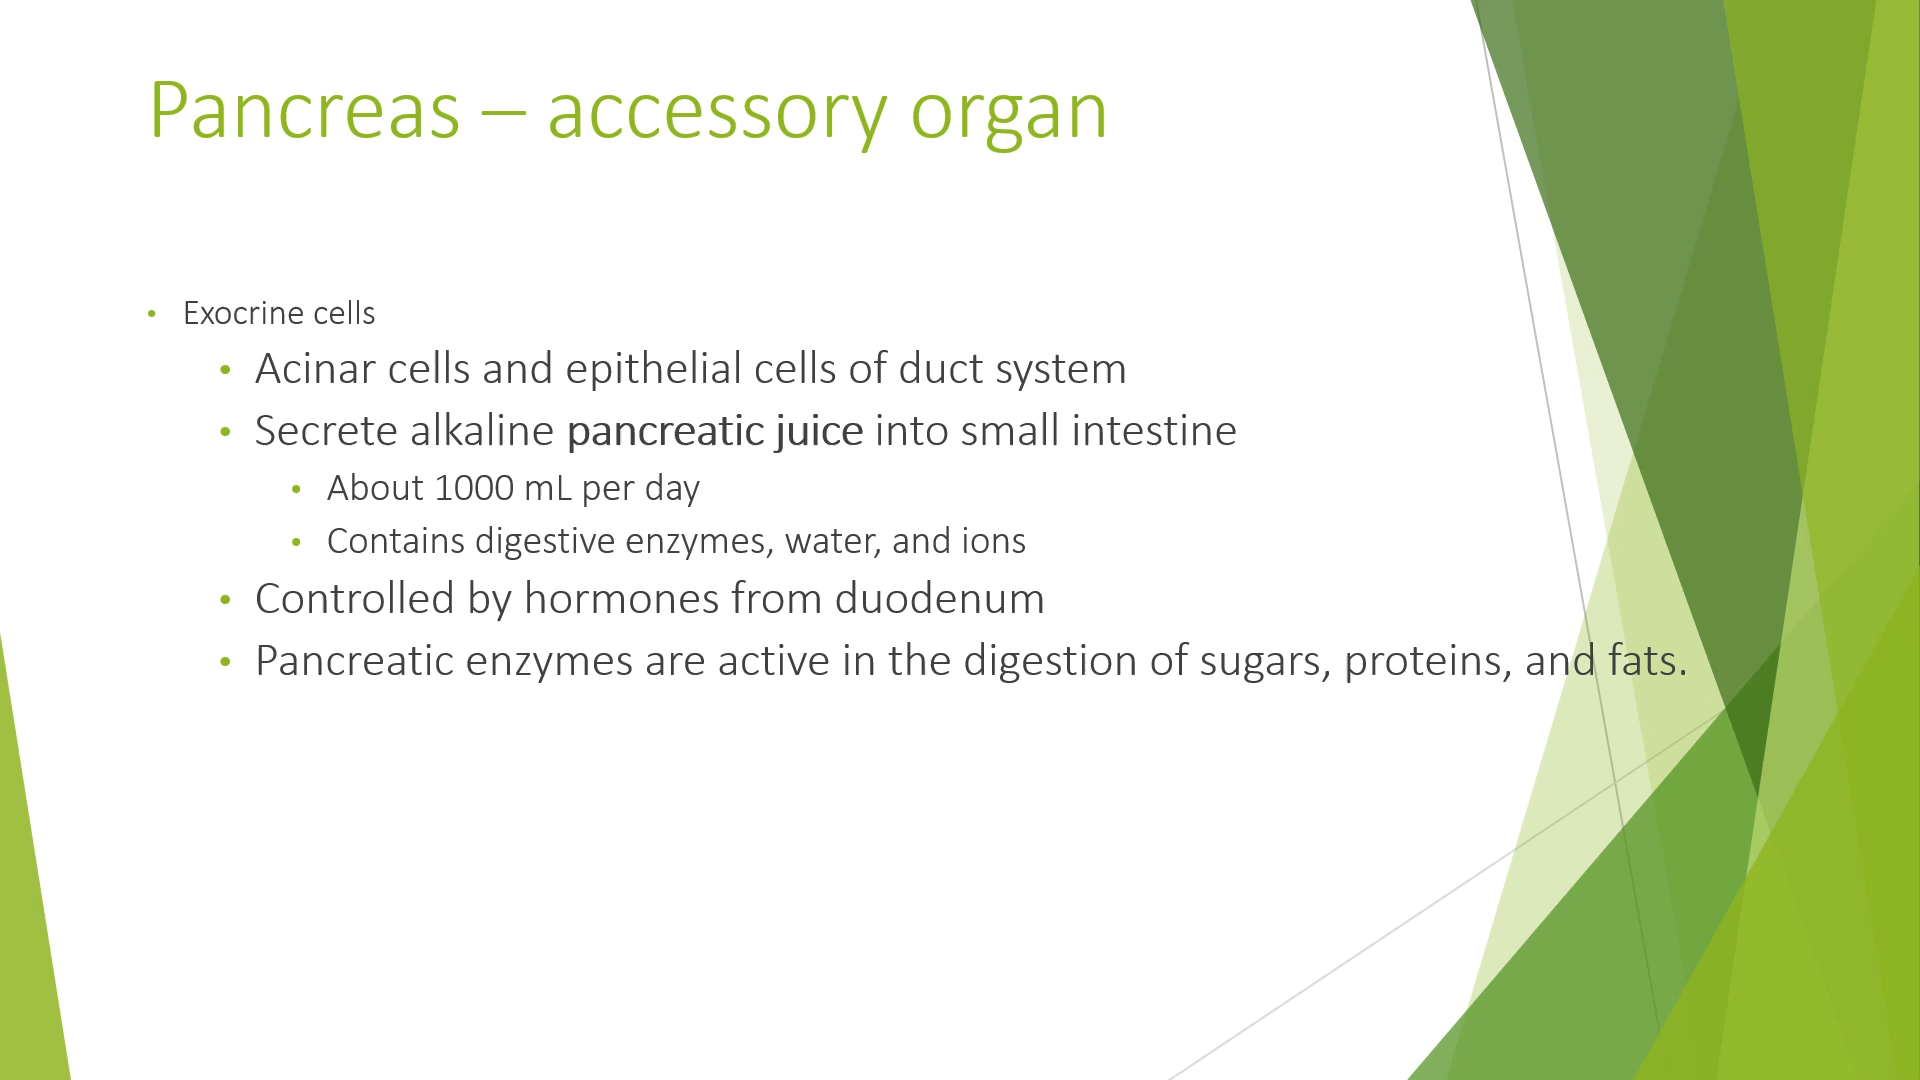 Pancreas – accessory organ
• Exocrine cells
• Acinar cells and epithelial cells of duct system
• Secrete alkaline pancreatic juice into small intestine
• About 1000 mL per day
• Contains digestive enzymes, water, and ions
• Controlled by hormones from duodenum
• Pancreatic enzymes are active in the digestion of sugars, proteins, and fats.